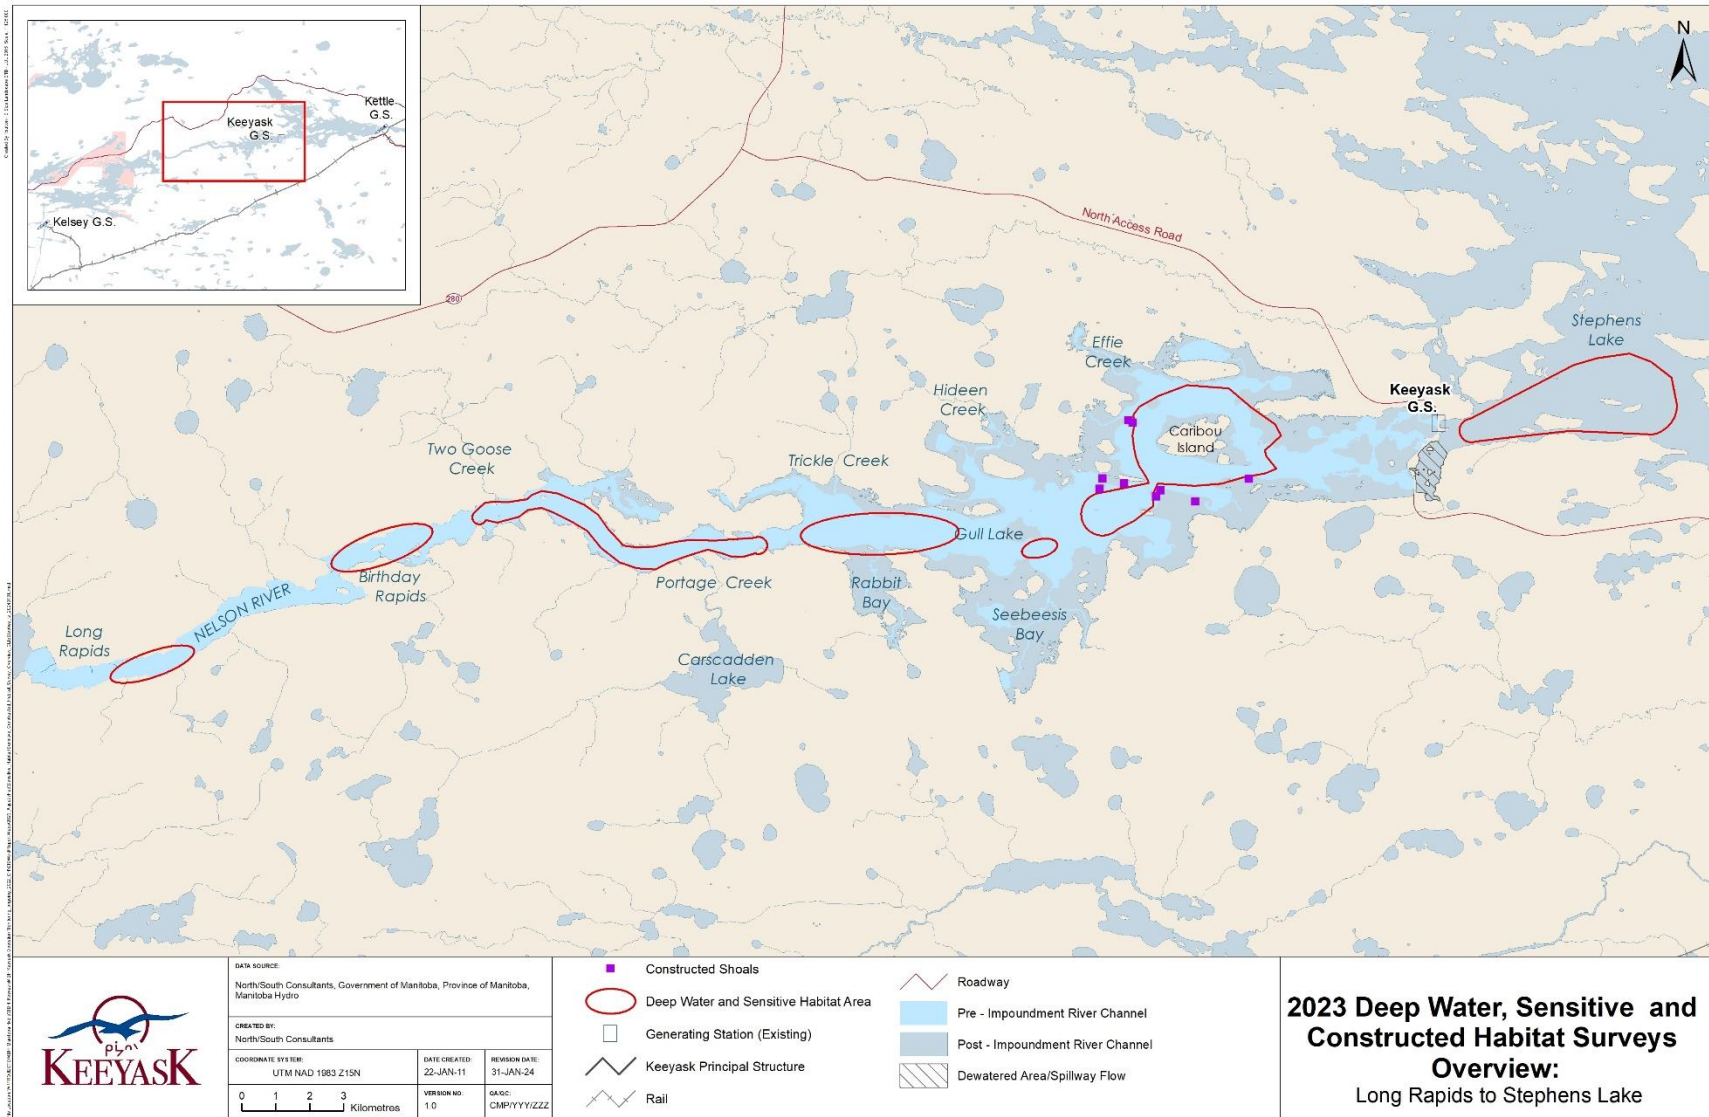 N
Kettle
G.S.
Keeyask
G.S.
Kelsey G.S.
280
North Access Road
Stephens
Lake
Effie
Creek
Keeyask
G.S.
Hideen
Creek
Caribou
Island
Two Goose
Creek
Trickle Creek
Gull Lake
Birthday
Rapids
Portage Creek
Rabbit
Bay
NELSON RIVER
Seebeesis
Bay
Long
Rapids
Carscadden
Lake
KEEYASK
DATA SOURCE:
North/South Consultants, Government of Manitoba, Province of Manitoba,
Manitoba Hydro
CREATED BY:
North/South Consultants
COORDINATE SYSTEM:
UTM NAD 1983 Z15N
DATE CREATED:
22-JAN-11
REVISION DATE:
31-JAN-24
0 1 2 3
Kilometres
VERSION NO:
1.0
QA/QC:
CMP/YYY/ZZZ
Constructed Shoals
Deep Water and Sensitive Habitat Area
Generating Station (Existing)
Keeyask Principal Structure
Rail
Roadway
Pre - Impoundment River Channel
Post - Impoundment River Channel
Dewatered Area/Spillway Flow
2023 Deep Water, Sensitive and
Constructed Habitat Surveys
Overview:
Long Rapids to Stephens Lake